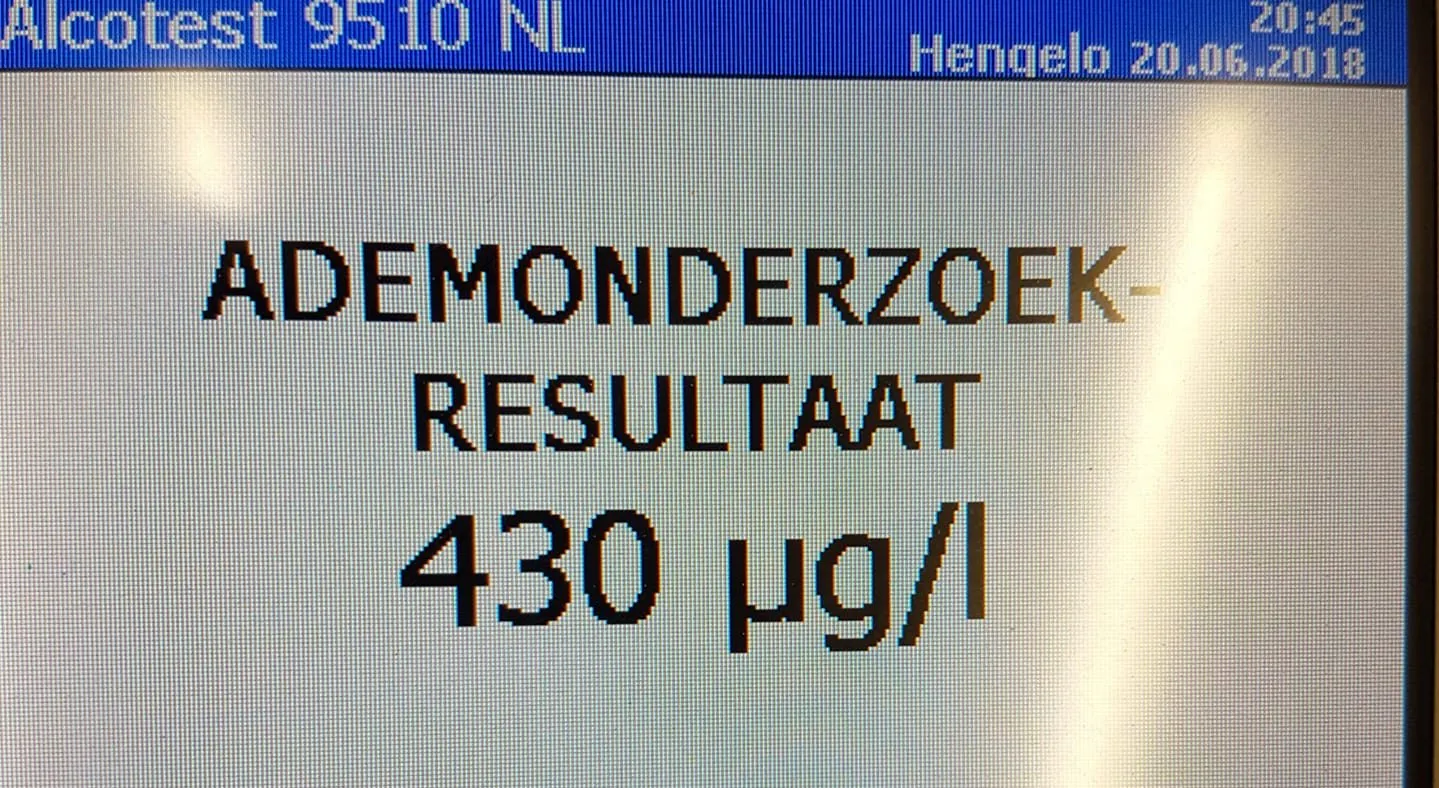 Alcotest 9510 NL
20:45
Hengelo 20.06.2018
ADEMONDERZOEK-
RESULTAAT
430 µg/l